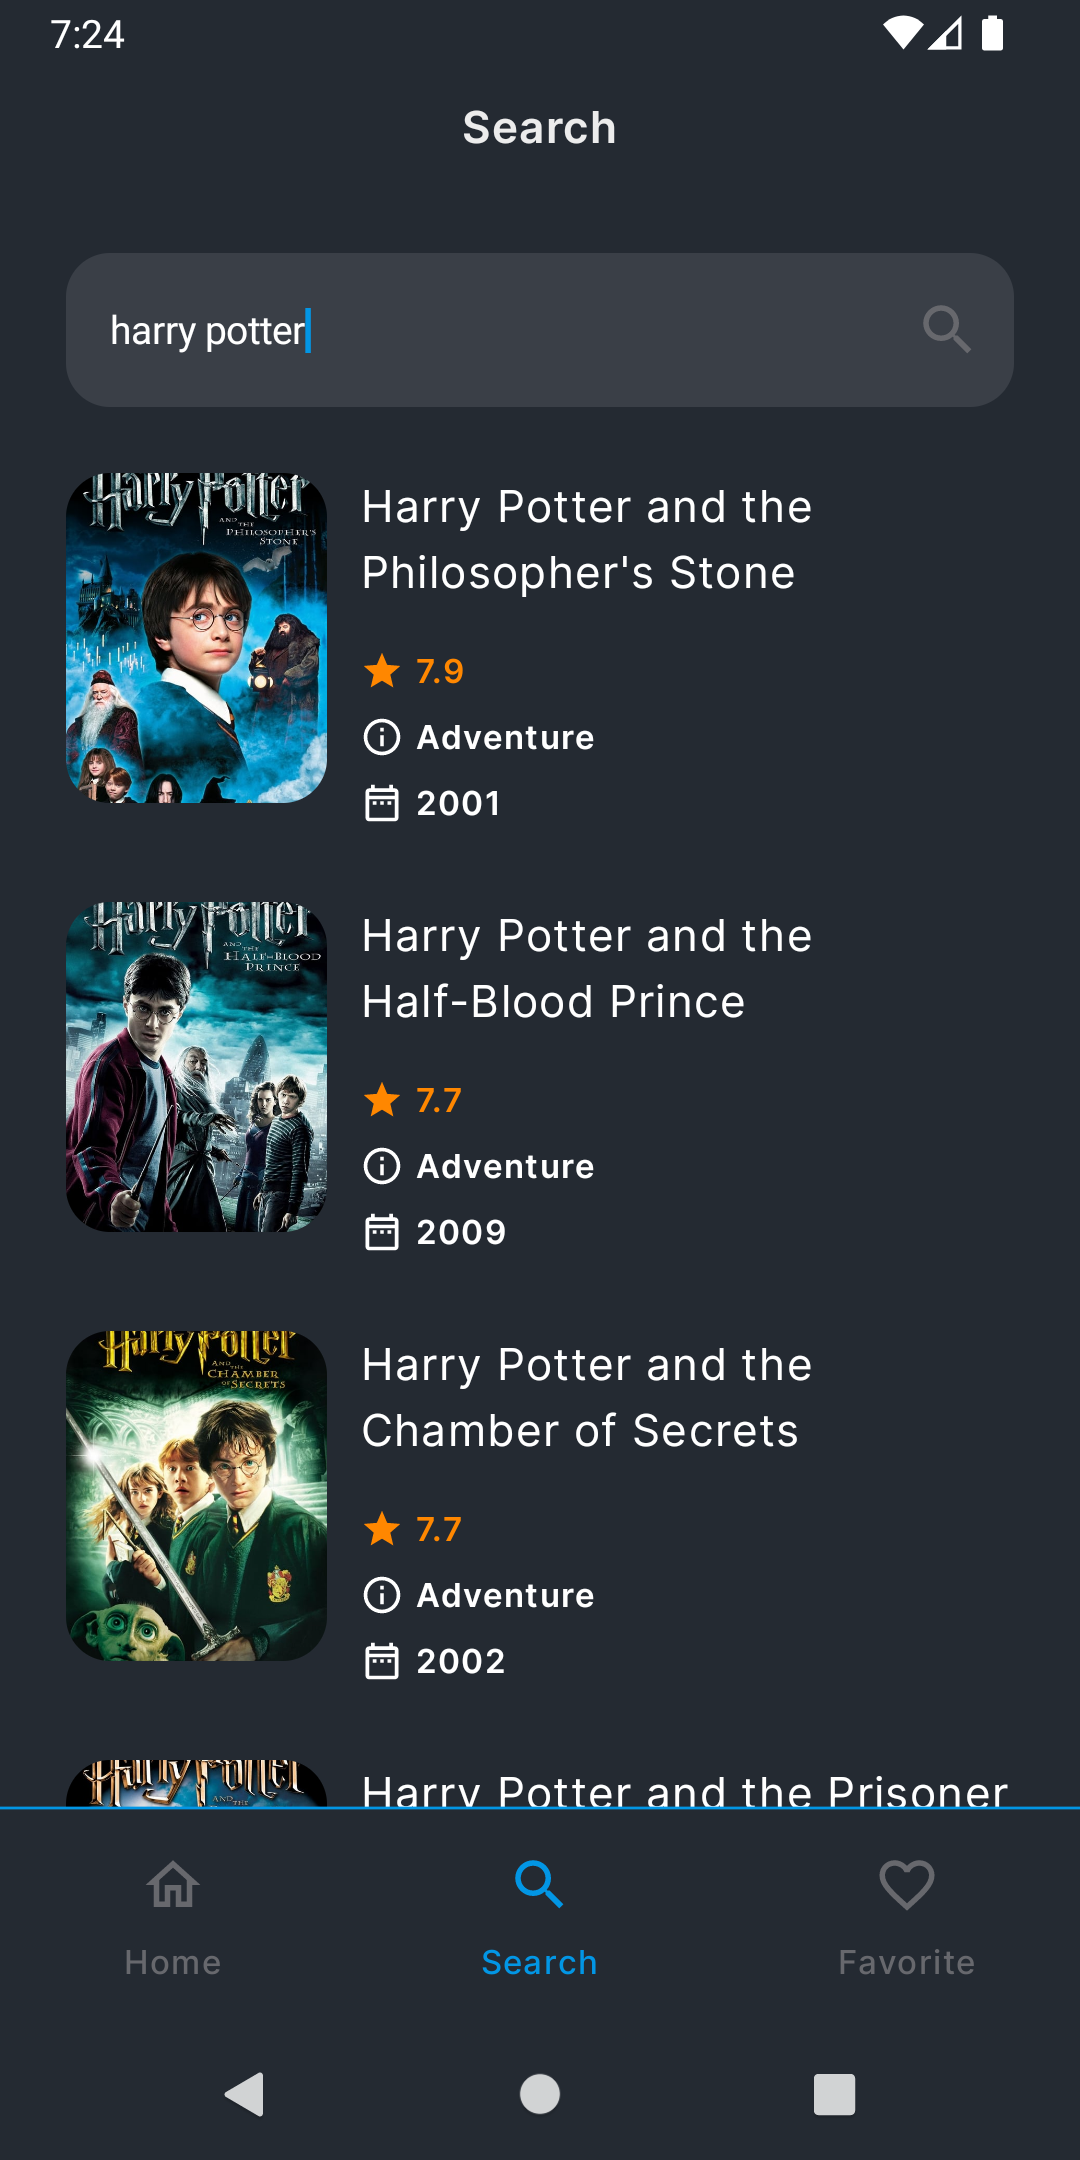 7:24
Search
harry potter
Harry Potter
AND THE
PHILOSOPHER'S
STONE
Harry Potter and the
Philosopher's Stone
7.9
Adventure
2001
Harry Potter
AND THE
HALF-BLOOD
PRINCE
Harry Potter and the
Half-Blood Prince
7.7
Adventure
2009
Harry Potter
AND THE
CHAMBER
OF SECRETS
Harry Potter and the
Chamber of Secrets
7.7
Adventure
2002
Harry Potter
AND THE
Harry Potter and the Prisoner
Home
Search
Favorite